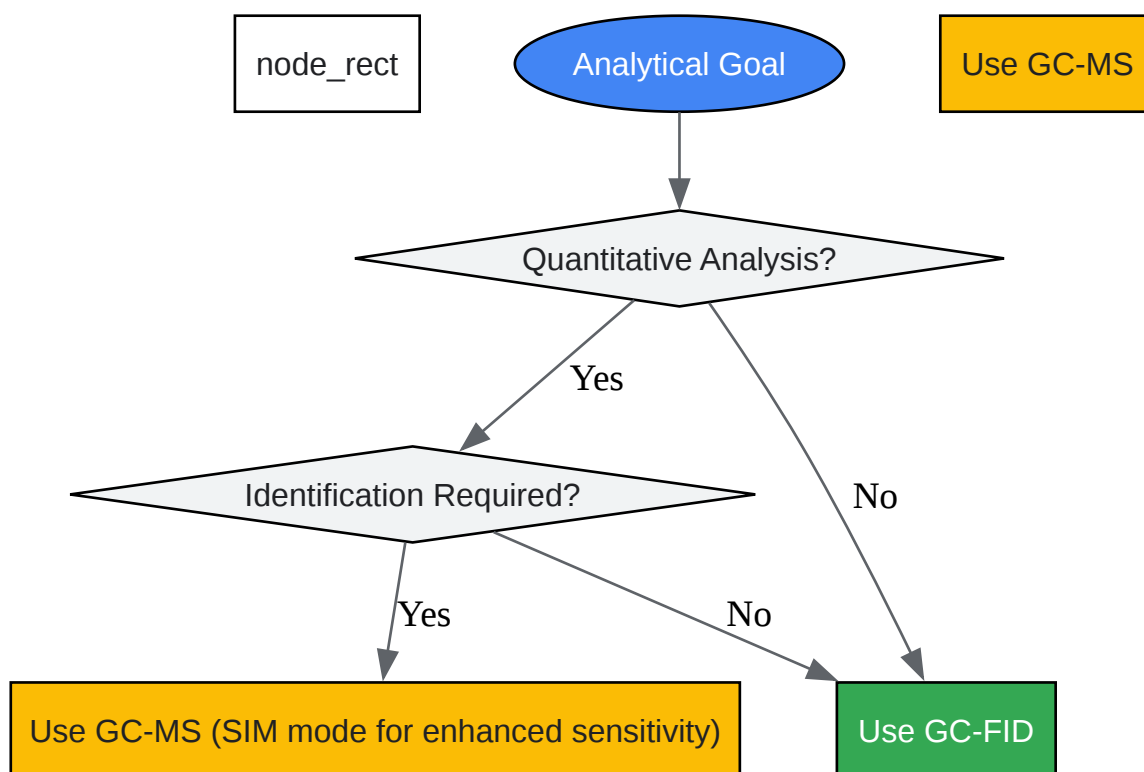 node_rect
Analytical Goal
Use GC-MS
Quantitative Analysis?
Yes
No
Identification Required?
Yes
No
Use GC-MS (SIM mode for enhanced sensitivity)
Use GC-FID